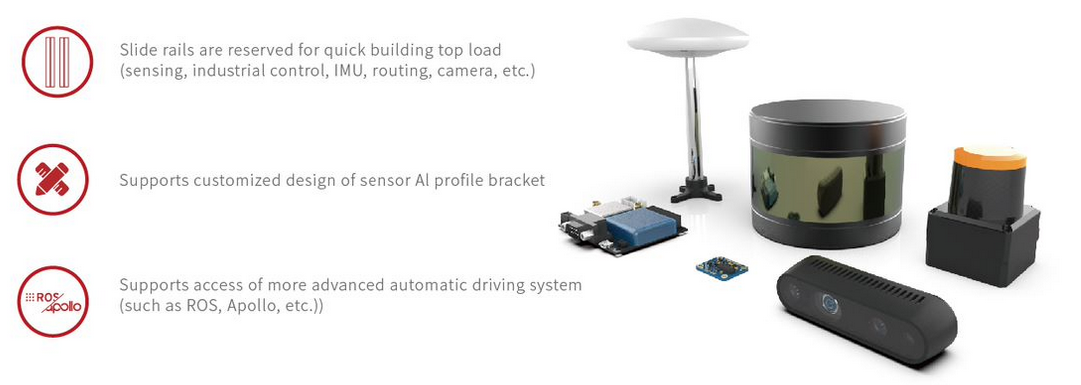 Slide rails are reserved for quick building top load
(sensing, industrial control, IMU, routing, camera, etc.)
Supports customized design of sensor Al profile bracket
ROS/
Apollo
Supports access of more advanced automatic driving system
(such as ROS, Apollo, etc.))